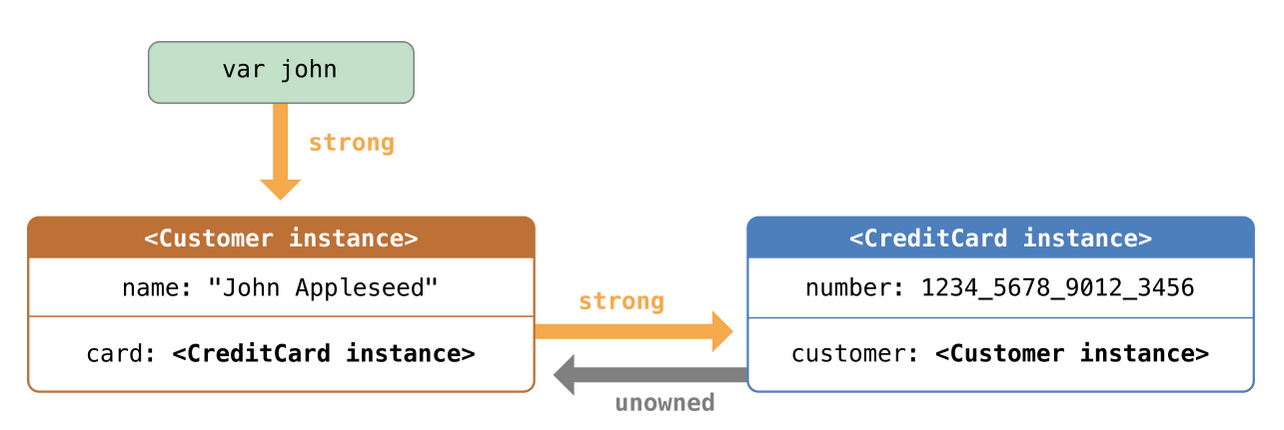 var john
strong
<Customer instance>
name: "John Appleseed"
card: <CreditCard instance>
strong
unowned
<CreditCard instance>
number: 1234_5678_9012_3456
customer: <Customer instance>